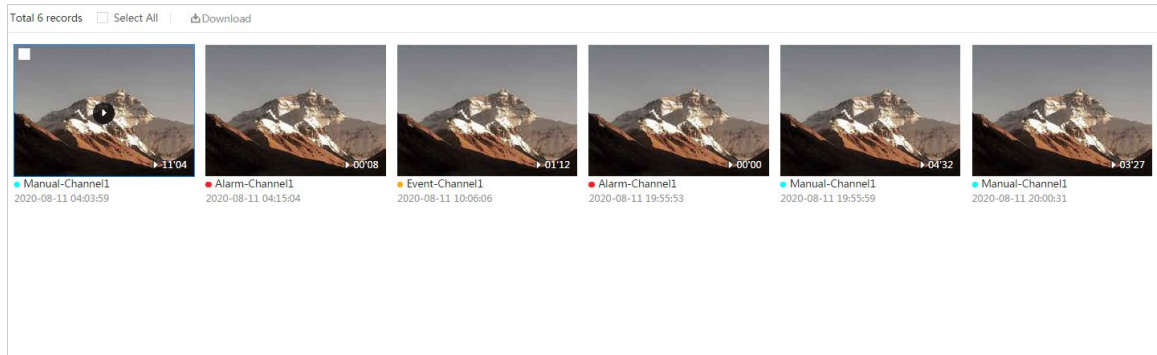 Total 6 records Select All Download
11'04 00'08 01'12 00'00 04'32 03'27
Manual-Channel1 Alarm-Channel1 Event-Channel1 Alarm-Channel1 Manual-Channel1 Manual-Channel1
2020-08-11 04:03:59 2020-08-11 04:15:04 2020-08-11 10:06:06 2020-08-11 19:55:53 2020-08-11 19:55:59 2020-08-11 20:00:31